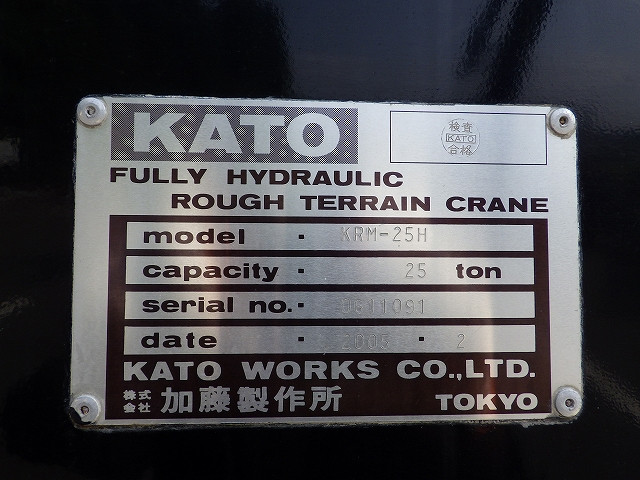 KATO
検査
KATO
合格
FULLY HYDRAULIC
ROUGH TERRAIN CRANE
model · KRM-25H
capacity · 25 ton
serial no. ·
date · · 2
KATO WORKS CO.,LTD.
株式会社 加藤製作所 TOKYO